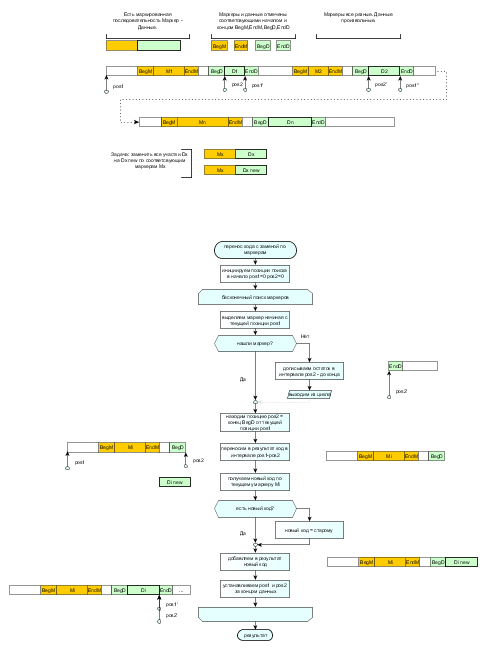 Есть маркированная
последовательность Маркер –
Данные.
Маркеры и данные отмечены
соответствующими началом и
концом BegM,EndM,BegD,EndD
Маркеры все равные. Данные
произвольные.
BegM EndM BegD EndD
BegM M1 EndM BegD D1 EndD BegM M2 EndM BegD D2 EndD
pos1 pos2 pos1' pos2' pos1''
BegM Mn EndM BegD Dn EndD
Задача: заменить все участки Dx
на Dx new по соответствующим
маркерам Mx
Mx Dx
Mx Dx new
перенос кода с заменой по
маркерам
инициируем позиции поиска
в начало pos1=0 pos2=0
бесконечный поиск маркеров
выделяем маркер начиная с
текущей позиции pos1
нашли маркер?
Нет
дописываем остаток в
интервале pos2 - до конца
выходим из цикла
Да
EndD
pos2
находим позицию pos2 =
конец BegD от текущей
позиции pos1
BegM Mi EndM BegD
pos1 pos2
переносим в результат код в
интервале pos1-pos2
BegM Mi EndM BegD
Di new
получаем новый код по
текущему маркеру Mi
есть новый код?
Да
новый код = старому
добавляем в результат
новый код
BegM Mi EndM BegD Di new
устанавливаем pos1 и pos2
за концом данных
BegM Mi EndM BegD Di EndD ...
pos1'
pos2
результат